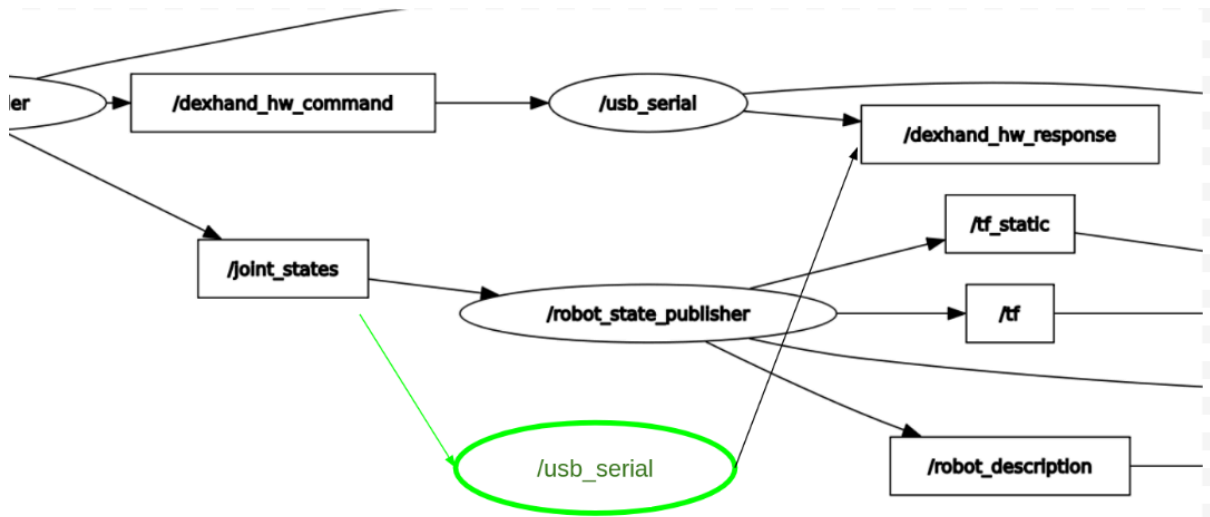 ler
/dexhand_hw_command
/usb_serial
/dexhand_hw_response
/tf_static
/joint_states
/robot_state_publisher
/tf
/usb_serial
/robot_description